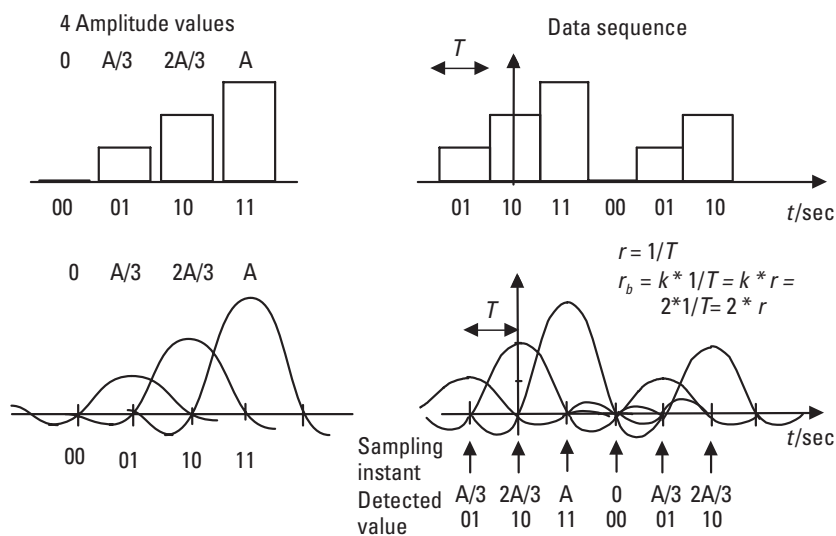 4 Amplitude values
0 A/3 2A/3 A
00 01 10 11
Data sequence
T
01 10 11 00 01 10
t/sec
0 A/3 2A/3 A
00 01 10 11
r = 1/T
r_b = k * 1/T = k * r =
2*1/T= 2 * r
T
t/sec
Sampling
instant
Detected A/3 2A/3 A 0 A/3 2A/3
value 01 10 11 00 01 10